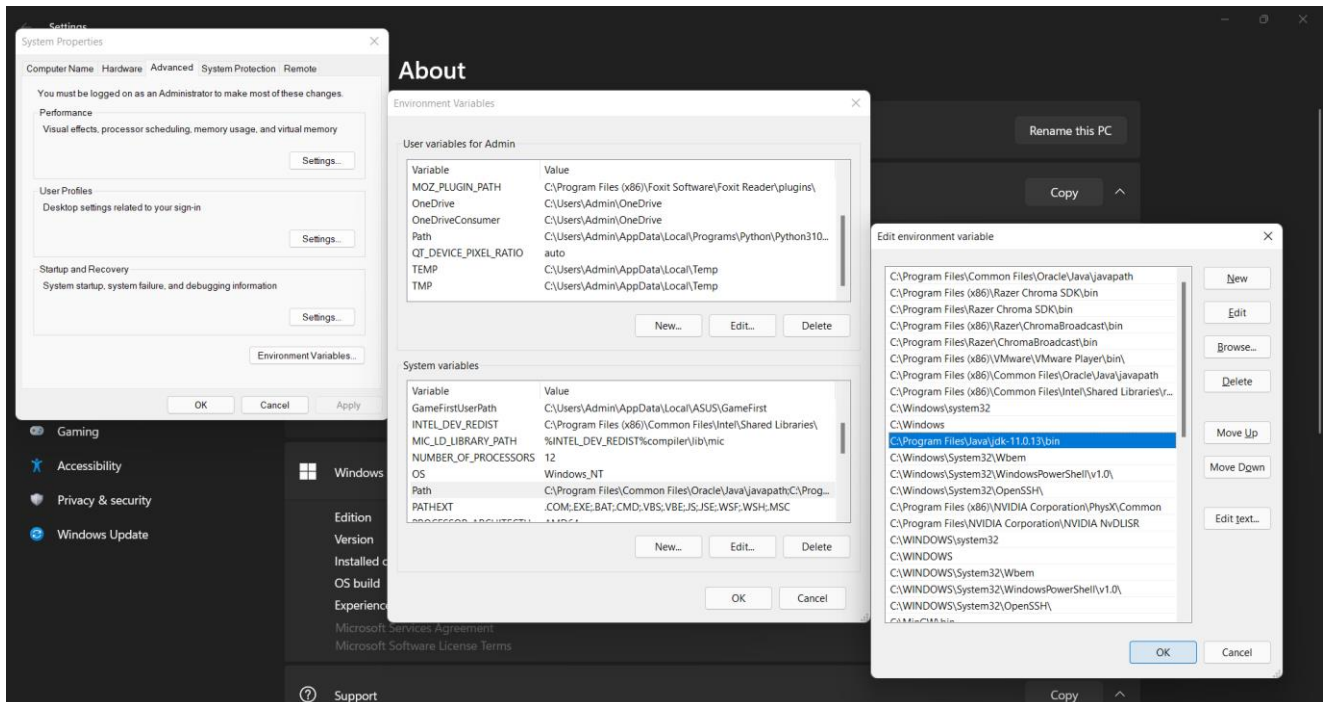 Settings
System Properties
Computer Name Hardware Advanced System Protection Remote
You must be logged on as an Administrator to make most of these changes.
Performance
Visual effects, processor scheduling, memory usage, and virtual memory
Settings...
User Profiles
Desktop settings related to your sign-in
Settings...
Startup and Recovery
System startup, system failure, and debugging information
Settings...
Environment Variables...
OK Cancel Apply
Gaming
Accessibility
Privacy & security
Windows Update
About
Rename this PC
Copy
Windows
Edition
Version
Installed
OS build
Microsoft Services Agreement
Microsoft Software License Terms
Support
Copy
Environment Variables
User variables for Admin
Variable Value
MOZ_PLUGIN_PATH C:\Program Files (x86)\Foxit Software\Foxit Reader\plugins\
OneDrive C:\Users\Admin\OneDrive
OneDriveConsumer C:\Users\Admin\OneDrive
Path C:\Users\Admin\AppData\Local\Programs\Python\Python310...
QT_DEVICE_PIXEL_RATIO auto
TEMP C:\Users\Admin\AppData\Local\Temp
TMP C:\Users\Admin\AppData\Local\Temp
New... Edit... Delete
System variables
Variable Value
GameFirstUserPath C:\Users\Admin\AppData\Local\ASUS\GameFirst
INTEL_DEV_REDIST C:\Program Files (x86)\Common Files\Intel\Shared Libraries\
MIC_LD_LIBRARY_PATH %INTEL_DEV_REDIST%compiler\lib\mic
NUMBER_OF_PROCESSORS 12
OS Windows_NT
Path C:\Program Files\Common Files\Oracle\Java\javapath;C:\Prog...
PATHEXT .COM;.EXE;.BAT;.CMD;.VBS;.VBE;.JS;.JSE;.WSF;.WSH;.MSC
New... Edit... Delete
OK Cancel
Edit environment variable
C:\Program Files\Common Files\Oracle\Java\javapath
C:\Program Files (x86)\Razer Chroma SDK\bin
C:\Program Files\Razer Chroma SDK\bin
C:\Program Files (x86)\Razer\ChromaBroadcast\bin
C:\Program Files\Razer\ChromaBroadcast\bin
C:\Program Files (x86)\VMware\VMware Player\bin\
C:\Program Files (x86)\Common Files\Oracle\Java\javapath
C:\Program Files (x86)\Common Files\Intel\Shared Libraries\r...
C:\Windows\system32
C:\Windows
C:\Program Files\Java\jdk-11.0.13\bin
C:\Windows\System32\Wbem
C:\Windows\System32\WindowsPowerShell\v1.0\
C:\Windows\System32\OpenSSH\
C:\Program Files (x86)\NVIDIA Corporation\PhysX\Common
C:\Program Files\NVIDIA Corporation\NVIDIA NvDLISR
C:\WINDOWS\system32
C:\WINDOWS
C:\WINDOWS\System32\Wbem
C:\WINDOWS\System32\WindowsPowerShell\v1.0\
C:\WINDOWS\System32\OpenSSH\
New
Edit
Browse...
Delete
Move Up
Move Down
Edit text...
OK Cancel